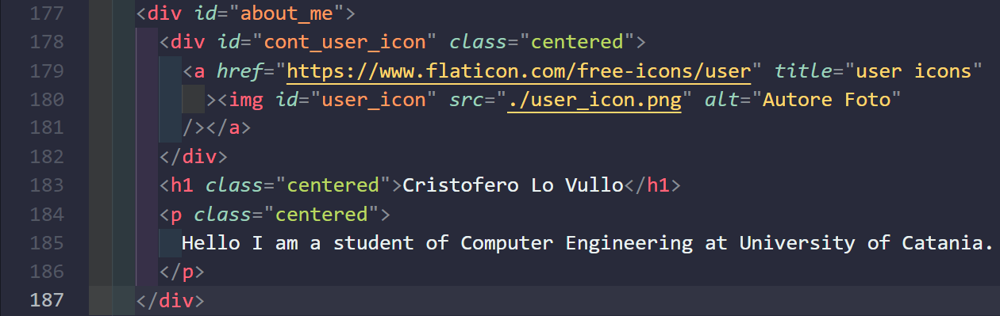 177 <div id="about_me">
178 <div id="cont_user_icon" class="centered">
179 <a href="https://www.flaticon.com/free-icons/user" title="user icons"
180 ><img id="user_icon" src="./user_icon.png" alt="Autore Foto"
181 /></a>
182 </div>
183 <h1 class="centered">Cristofero Lo Vullo</h1>
184 <p class="centered">
185 Hello I am a student of Computer Engineering at University of Catania.
186 </p>
187 </div>